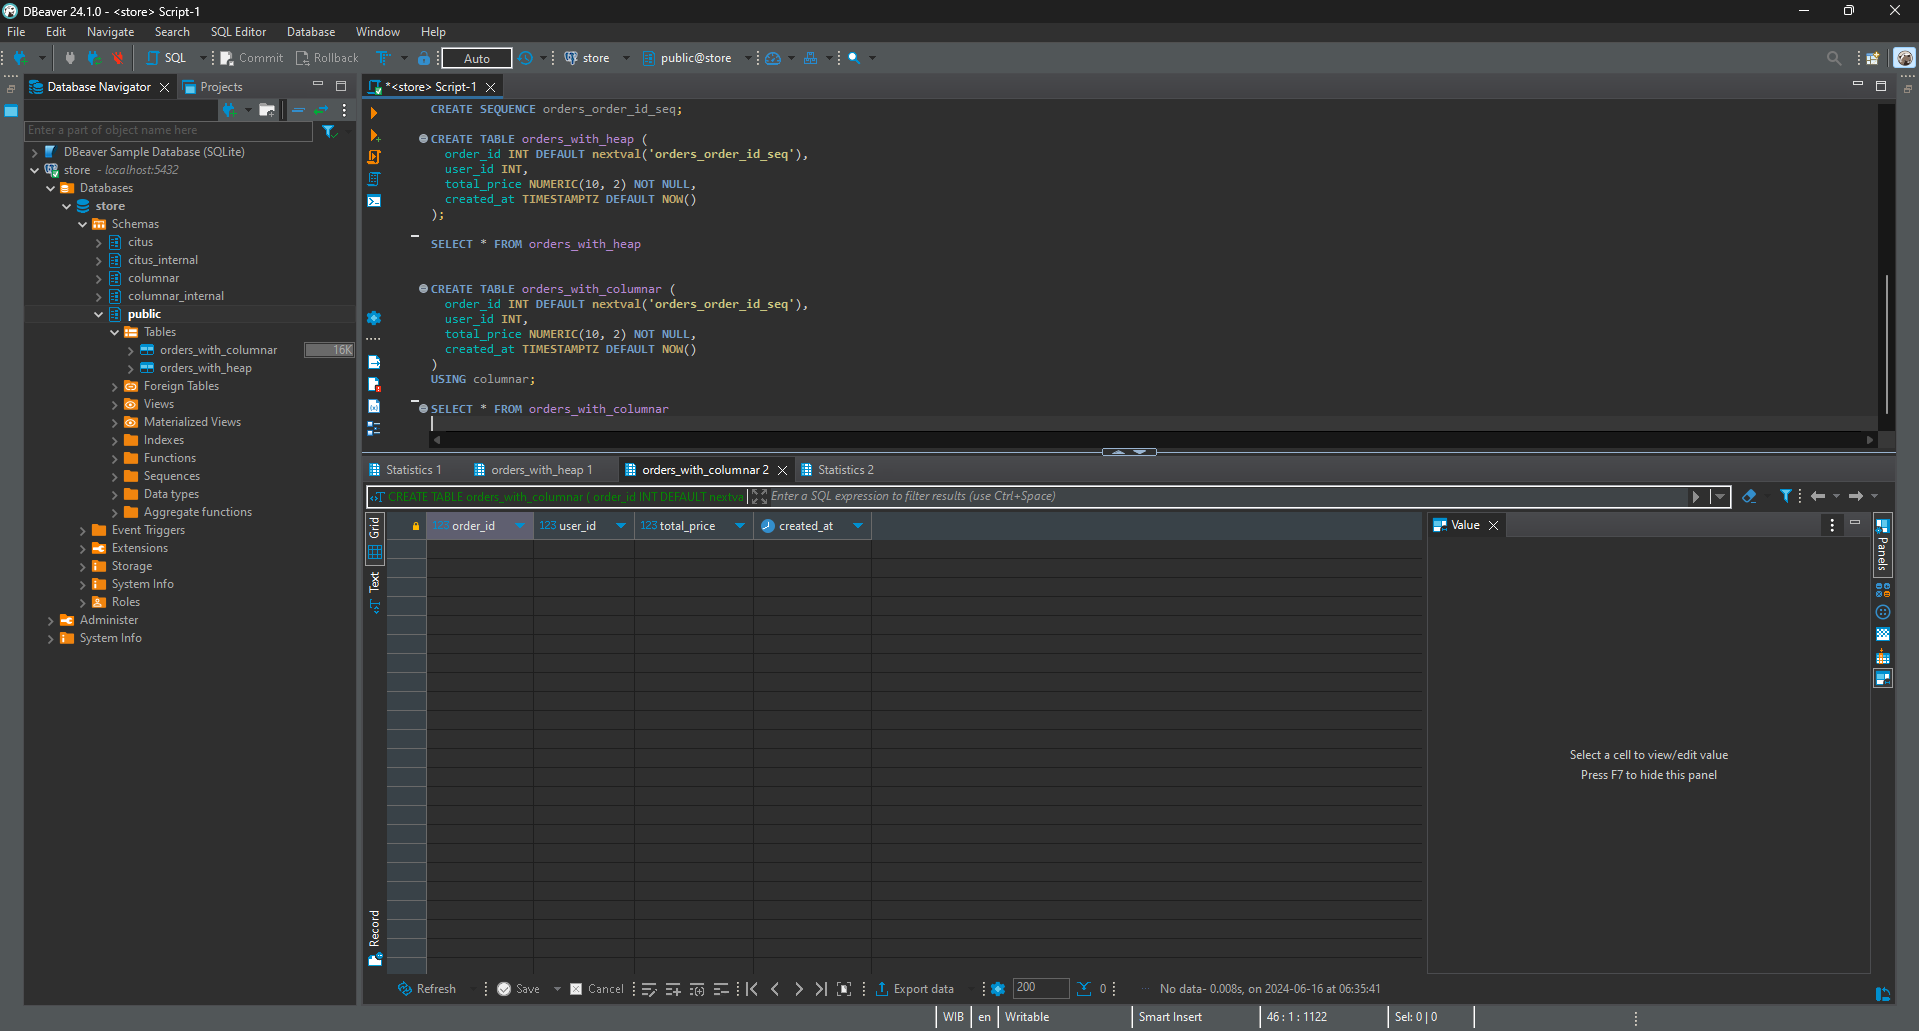 DBeaver 24.1.0 - <store> Script-1
File Edit Navigate Search SQL Editor Database Window Help
SQL Commit Rollback Auto store public@store
Database Navigator Projects
Enter a part of object name here
DBeaver Sample Database (SQLite)
store - localhost:5432
Databases
store
Schemas
citus
citus_internal
columnar
columnar_internal
public
Tables
orders_with_columnar 16K
orders_with_heap
Foreign Tables
Views
Materialized Views
Indexes
Functions
Sequences
Data types
Aggregate functions
Event Triggers
Extensions
Storage
System Info
Roles
Administer
System Info
*<store> Script-1
CREATE SEQUENCE orders_order_id_seq;
CREATE TABLE orders_with_heap (
order_id INT DEFAULT nextval('orders_order_id_seq'),
user_id INT,
total_price NUMERIC(10, 2) NOT NULL,
created_at TIMESTAMPTZ DEFAULT NOW()
);
SELECT * FROM orders_with_heap
CREATE TABLE orders_with_columnar (
order_id INT DEFAULT nextval('orders_order_id_seq'),
user_id INT,
total_price NUMERIC(10, 2) NOT NULL,
created_at TIMESTAMPTZ DEFAULT NOW()
)
USING columnar;
SELECT * FROM orders_with_columnar
Statistics 1 orders_with_heap 1 orders_with_columnar 2 Statistics 2
CREATE TABLE orders_with_columnar ( order_id INT DEFAULT nextva Enter a SQL expression to filter results (use Ctrl+Space)
Grid
Text
Record
123 order_id 123 user_id 123 total_price created_at
Value
Panels
Select a cell to view/edit value
Press F7 to hide this panel
Refresh Save Cancel Export data 200 0 No data - 0.008s, on 2024-06-16 at 06:35:41
WIB en Writable Smart Insert 46 : 1 : 1122 Sel: 0 | 0